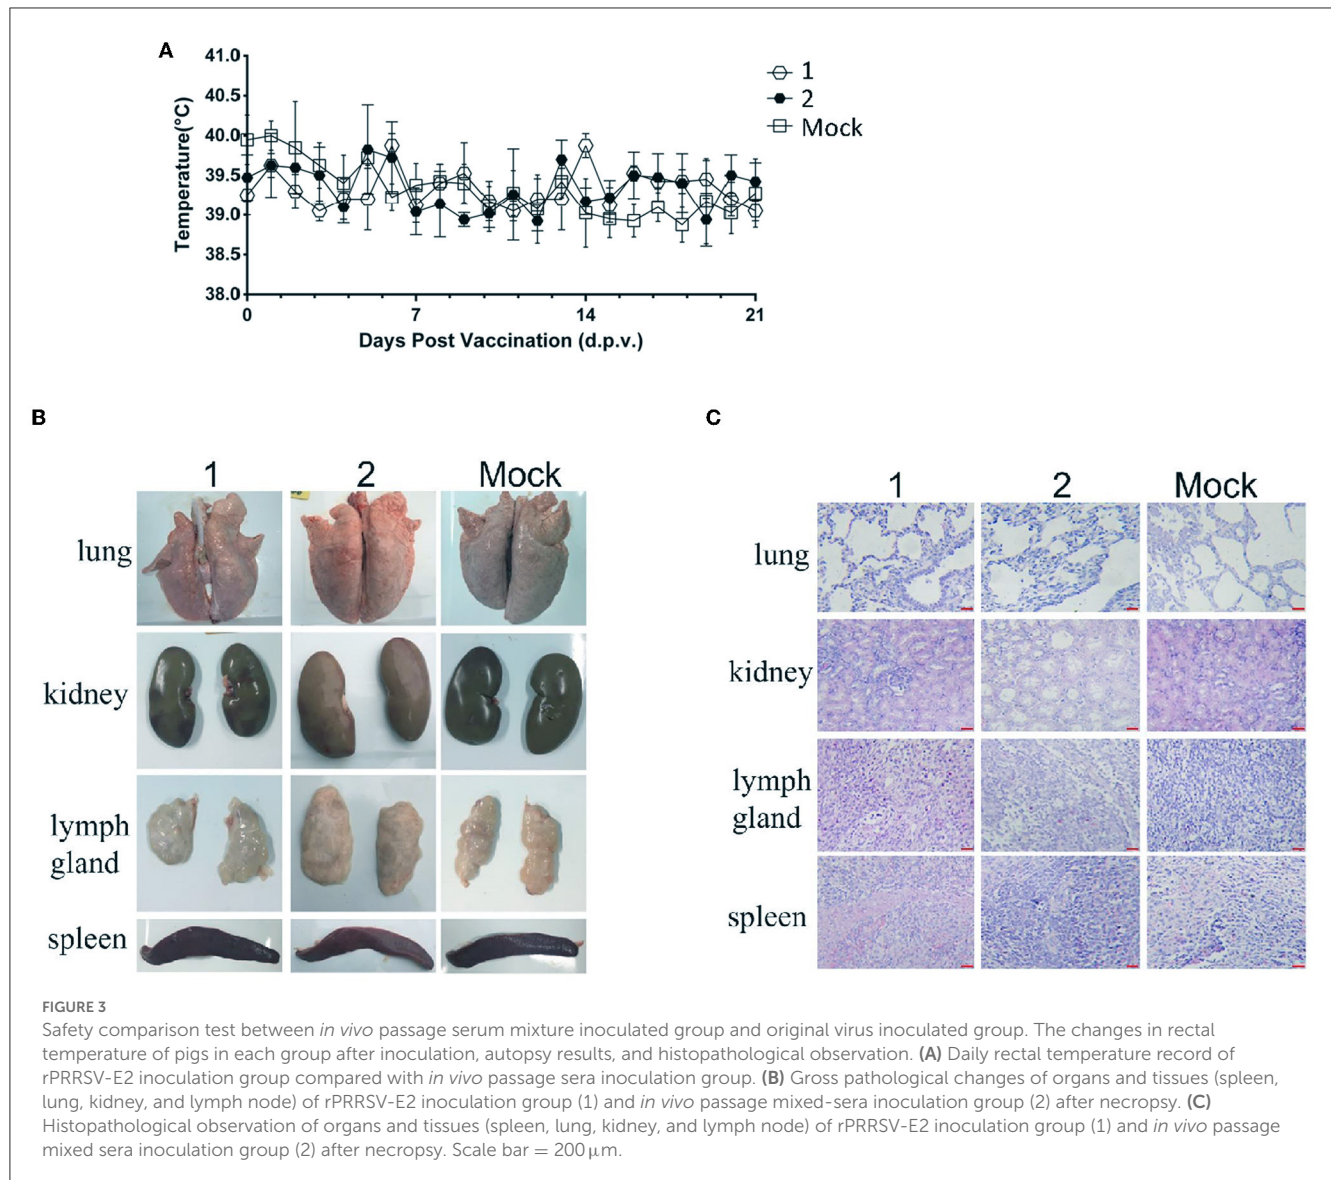 A
41.0
40.5
40.0
39.5
39.0
38.5
38.0
Temperature(°C)
0
7
14
21
Days Post Vaccination (d.p.v.)
1
2
Mock
B
1
2
Mock
lung
kidney
lymph
gland
spleen
C
1
2
Mock
lung
kidney
lymph
gland
spleen
FIGURE 3
Safety comparison test between in vivo passage serum mixture inoculated group and original virus inoculated group. The changes in rectal
temperature of pigs in each group after inoculation, autopsy results, and histopathological observation. (A) Daily rectal temperature record of
rPRRSV-E2 inoculation group compared with in vivo passage sera inoculation group. (B) Gross pathological changes of organs and tissues (spleen,
lung, kidney, and lymph node) of rPRRSV-E2 inoculation group (1) and in vivo passage mixed-sera inoculation group (2) after necropsy. (C)
Histopathological observation of organs and tissues (spleen, lung, kidney, and lymph node) of rPRRSV-E2 inoculation group (1) and in vivo passage
mixed sera inoculation group (2) after necropsy. Scale bar = 200 μm.